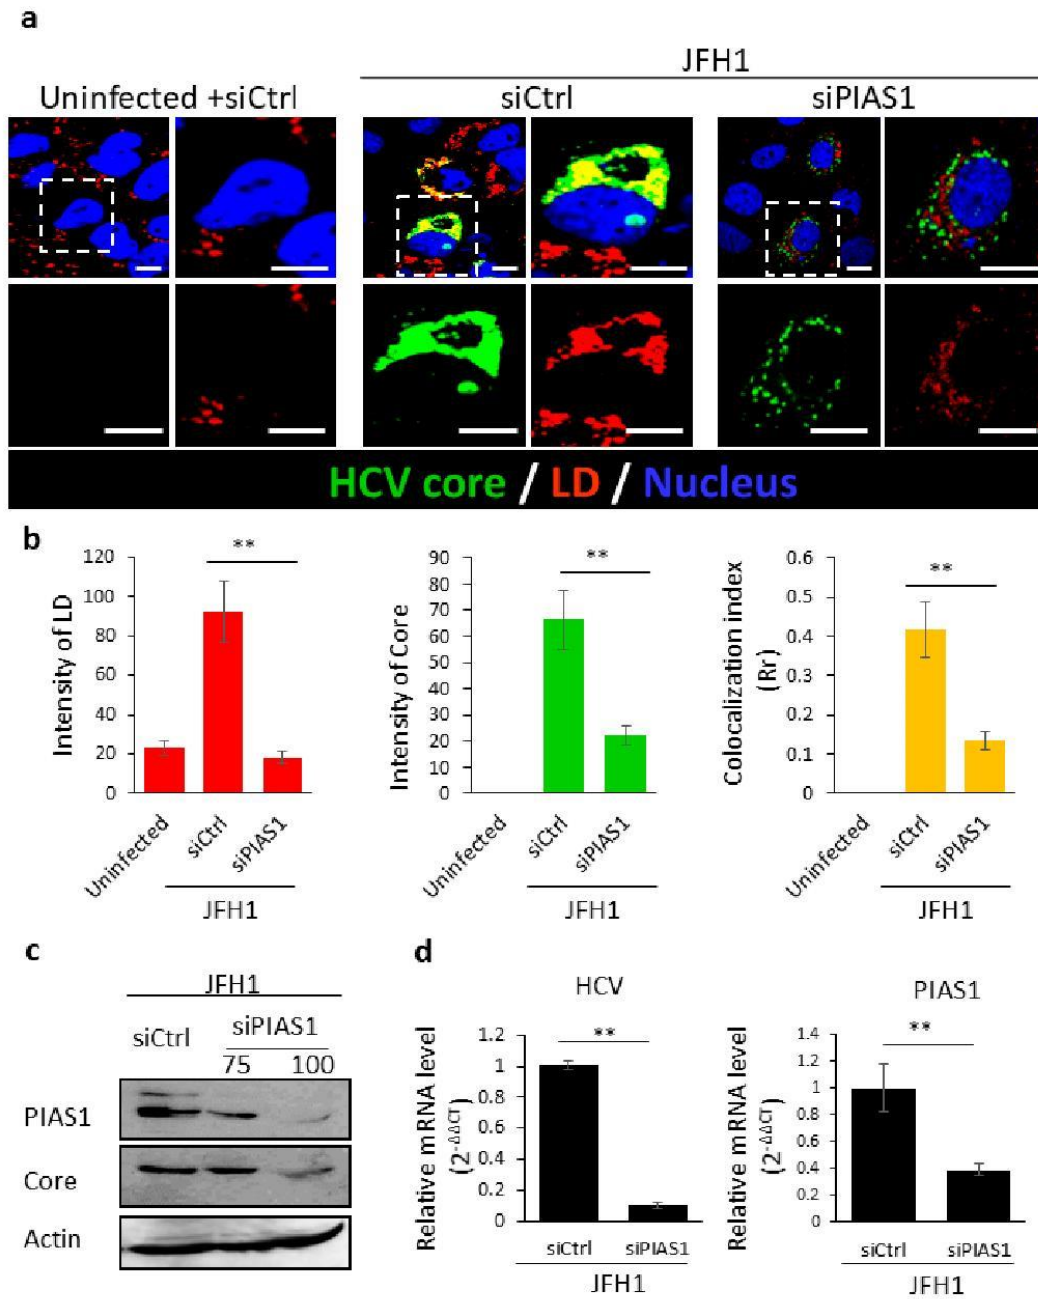 a
JFH1
Uninfected +siCtrl
siCtrl
siPIAS1
HCV core / LD / Nucleus
b
Intensity of LD
120
100
80
60
40
20
0
**
Uninfected
siCtrl
siPIAS1
JFH1
Intensity of Core
90
80
70
60
50
40
30
20
10
0
**
Uninfected
siCtrl
siPIAS1
JFH1
Colocalization index
(Rr)
0.6
0.5
0.4
0.3
0.2
0.1
0
**
Uninfected
siCtrl
siPIAS1
JFH1
c
JFH1
siCtrl
siPIAS1
75 100
PIAS1
Core
Actin
d
HCV
Relative mRNA level
(2-ΔΔCT)
1.2
1
0.8
0.6
0.4
0.2
0
**
siCtrl
siPIAS1
JFH1
PIAS1
Relative mRNA level
(2-ΔΔCT)
1.4
1.2
1
0.8
0.6
0.4
0.2
0
**
siCtrl
siPIAS1
JFH1